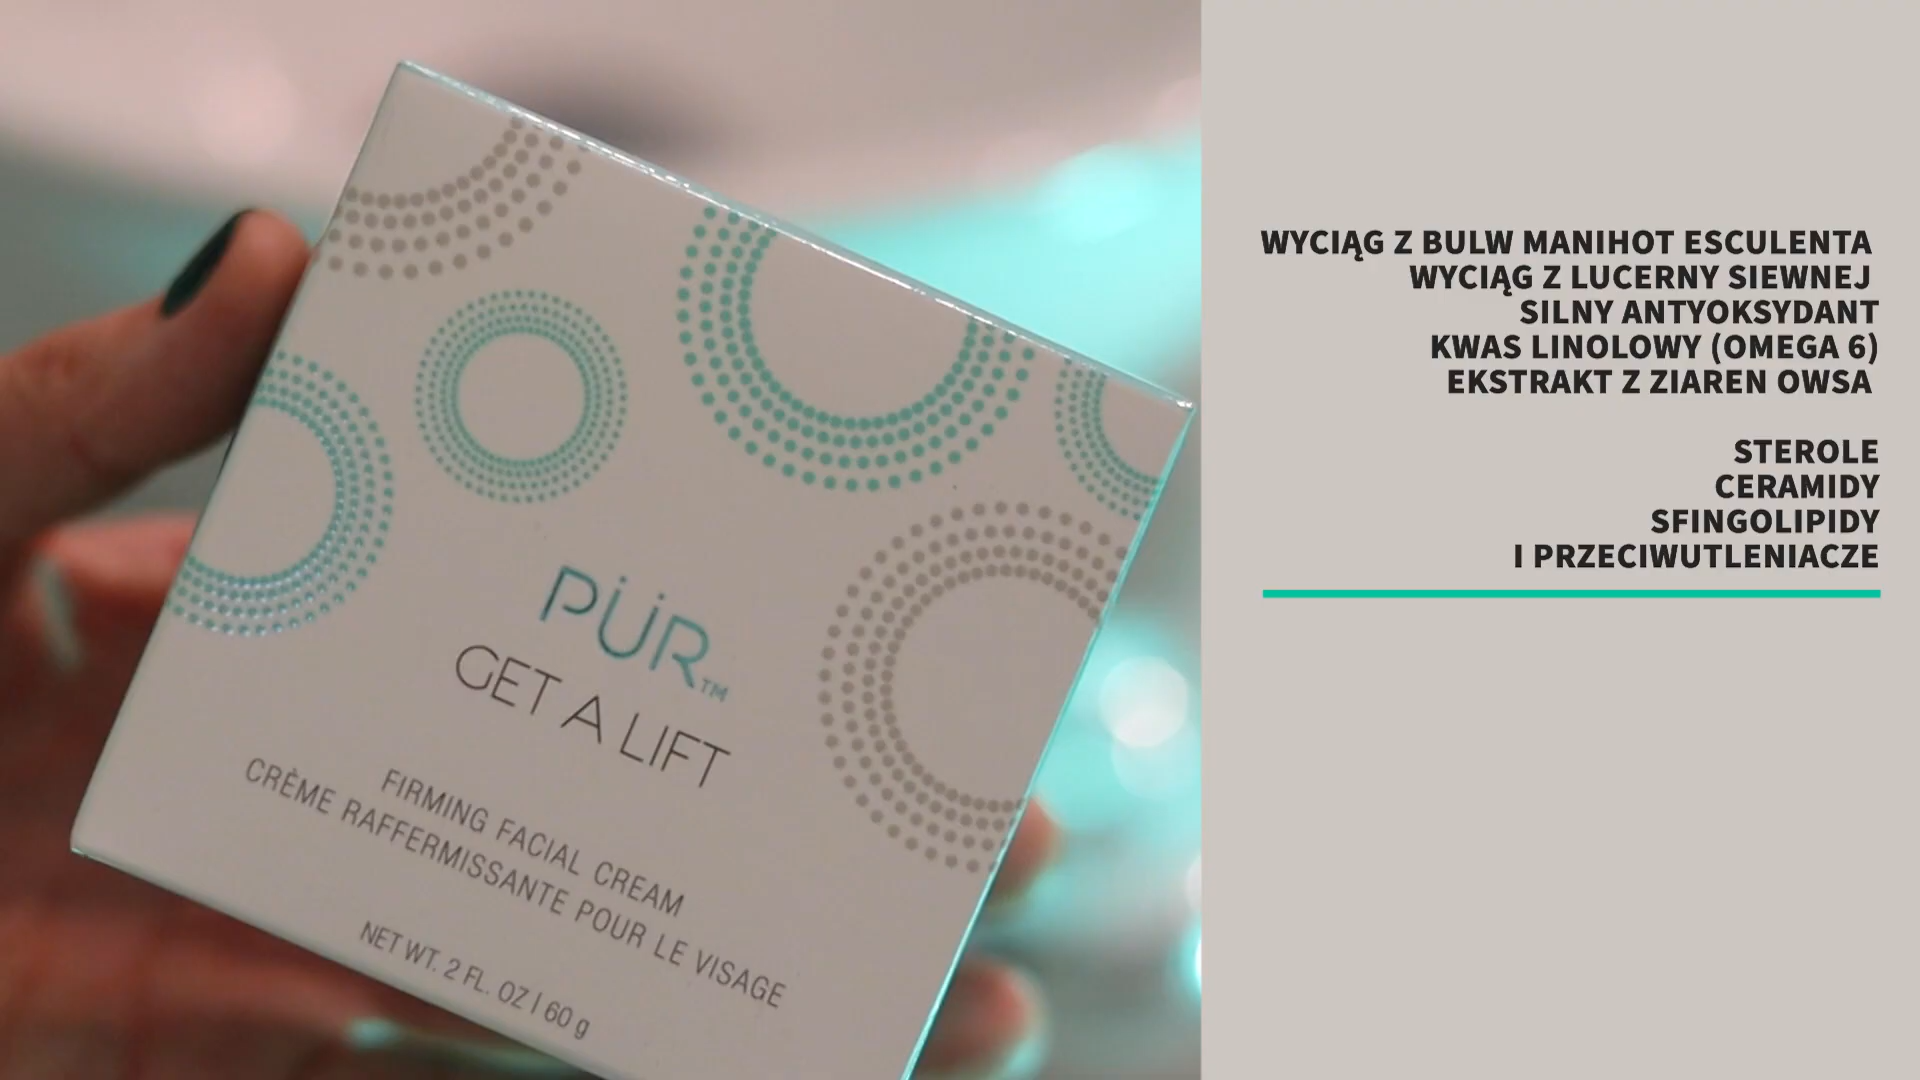 PÜR™
GET A LIFT
FIRMING FACIAL CREAM
CRÈME RAFFERMISSANTE POUR LE VISAGE
NET WT. 2 FL. OZ | 60 g
WYCIĄG Z BULW MANIHOT ESCULENTA
WYCIĄG Z LUCERNY SIEWNEJ
SILNY ANTYOKSYDANT
KWAS LINOLOWY (OMEGA 6)
EKSTRAKT Z ZIAREN OWSA
STEROLE
CERAMIDY
SFINGOLIPIDY
I PRZECIWUTLENIACZE